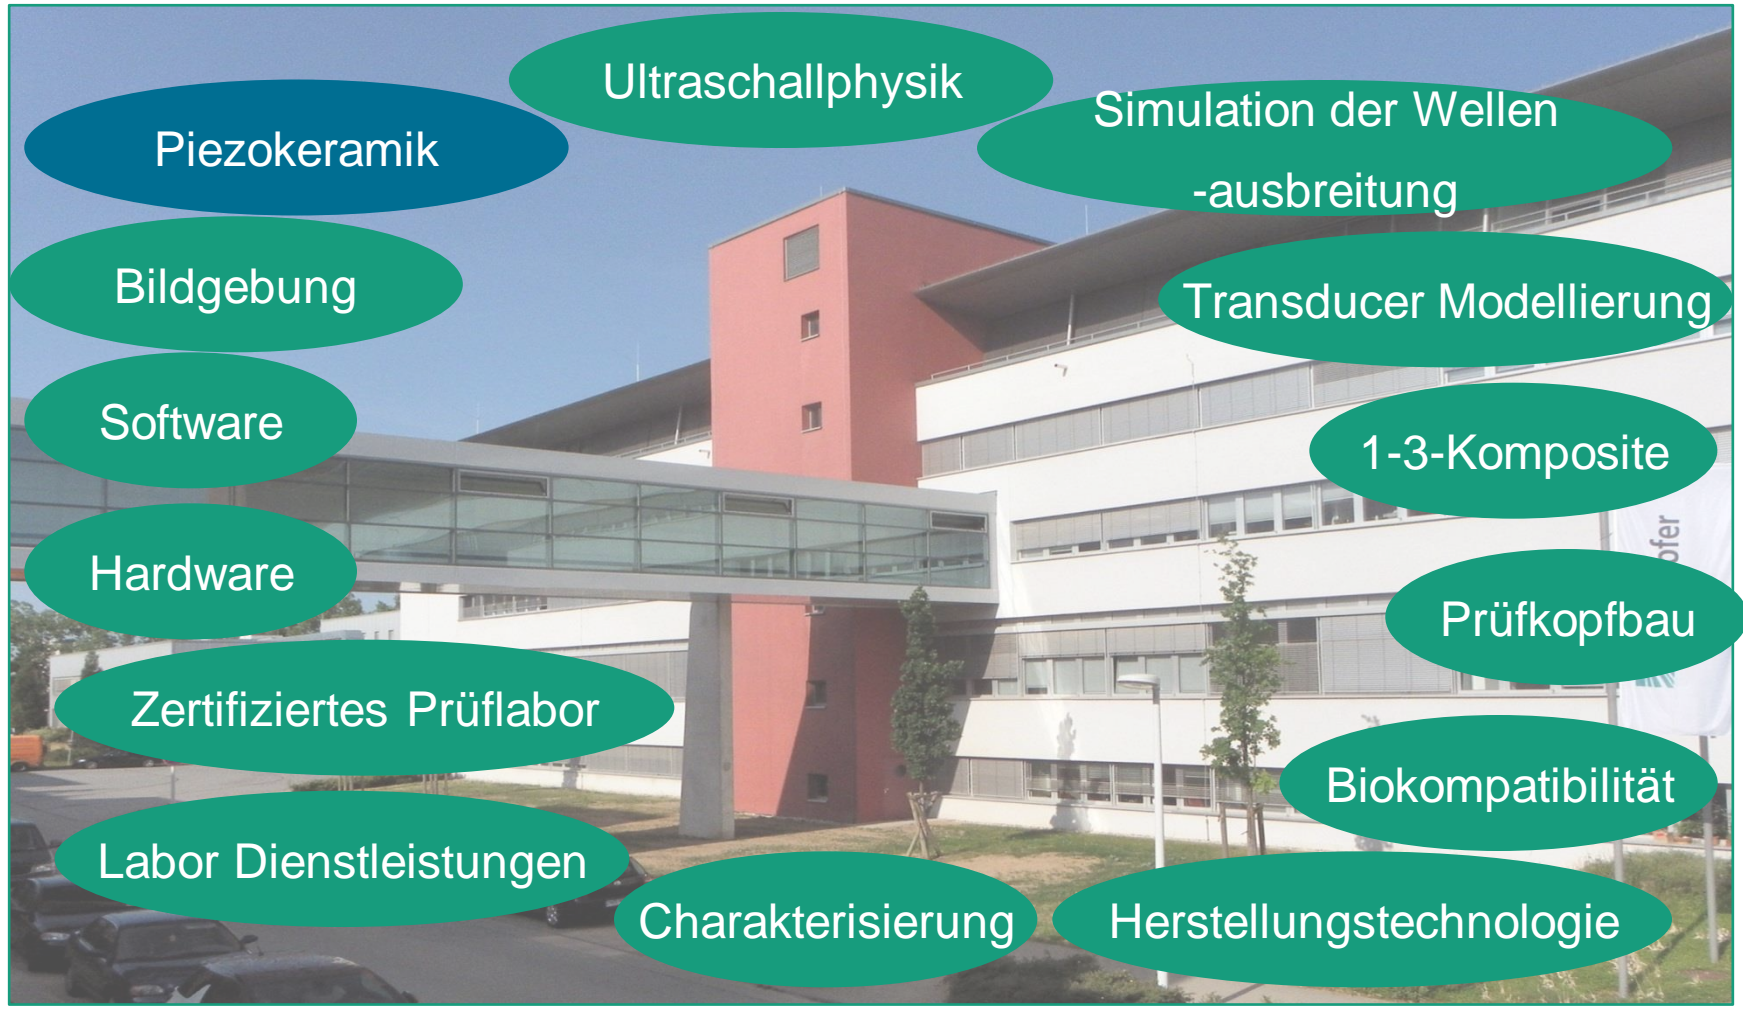 Ultraschallphysik
Simulation der Wellen
-ausbreitung
Piezokeramik
Bildgebung
Transducer Modellierung
Software
1-3-Komposite
ofer
Hardware
Prüfkopfbau
Zertifiziertes Prüflabor
Biokompatibilität
Labor Dienstleistungen
Charakterisierung
Herstellungstechnologie